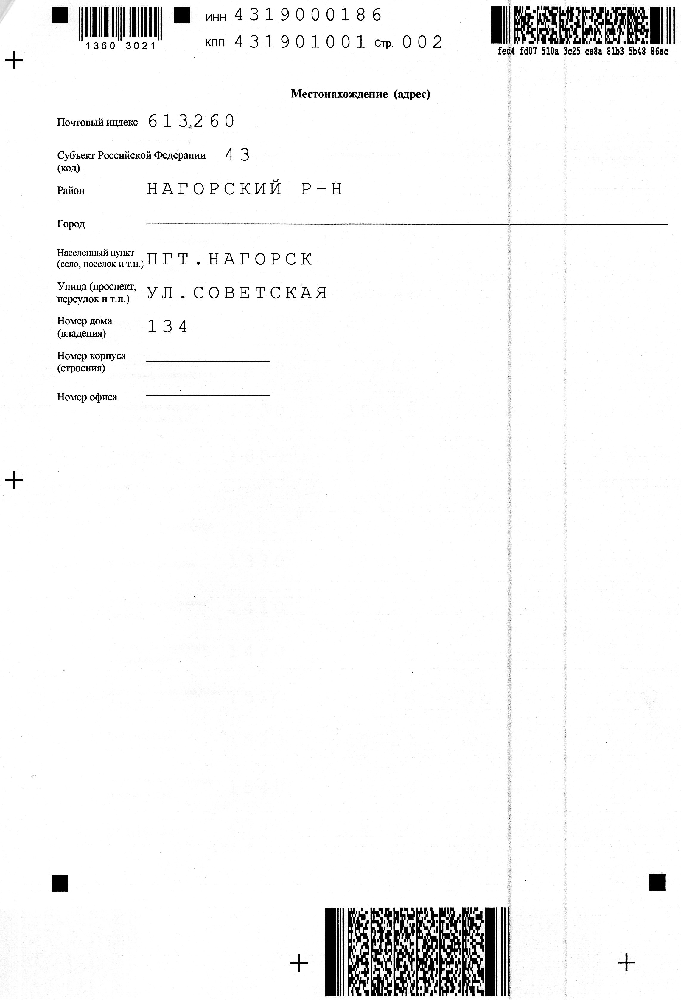 ИНН 4319000186
1360 3021
КПП 431901001 Стр. 002
fed4 fd07 510a 3c25 ca8a 81b3 5b48 86ac
Местонахождение (адрес)
Почтовый индекс 613260
Субъект Российской Федерации 43
(код)
Район НАГОРСКИЙ Р-Н
Город
Населенный пункт
(село, поселок и т.п.) ПГТ.НАГОРСК
Улица (проспект,
переулок и т.п.) УЛ.СОВЕТСКАЯ
Номер дома
(владения) 134
Номер корпуса
(строения)
Номер офиса